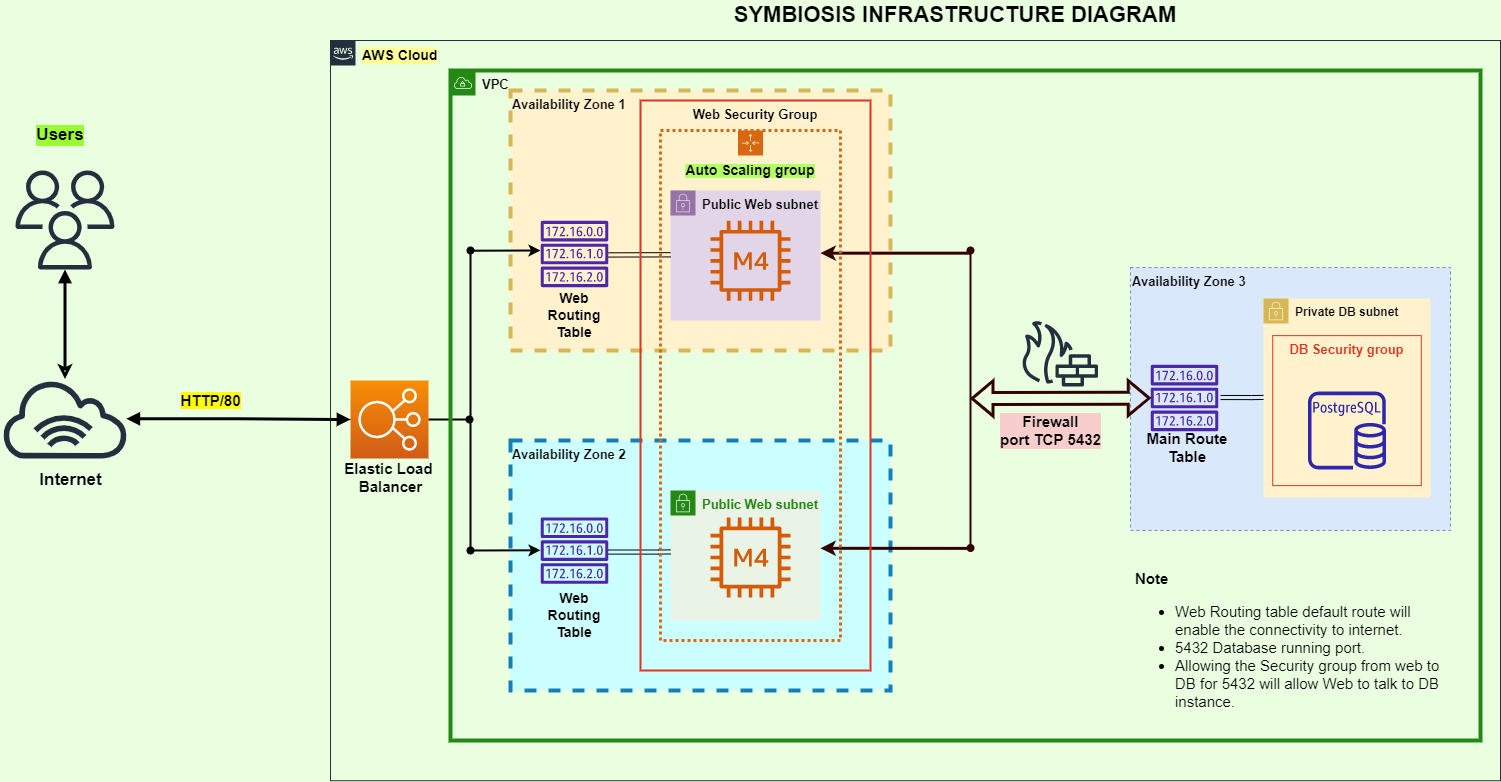 SYMBIOSIS INFRASTRUCTURE DIAGRAM
aws
AWS Cloud
VPC
Availability Zone 1
Web Security Group
Users
Auto Scaling group
Public Web subnet
172.16.0.0
172.16.1.0
172.16.2.0
M4
Web
Routing
Table
Availability Zone 3
Private DB subnet
DB Security group
172.16.0.0
172.16.1.0
172.16.2.0
PostgreSQL
HTTP/80
Firewall
port TCP 5432
Main Route
Table
Internet
Elastic Load
Balancer
Availability Zone 2
Public Web subnet
172.16.0.0
172.16.1.0
172.16.2.0
M4
Web
Routing
Table
Note
• Web Routing table default route will
enable the connectivity to internet.
• 5432 Database running port.
• Allowing the Security group from web to
DB for 5432 will allow Web to talk to DB
instance.